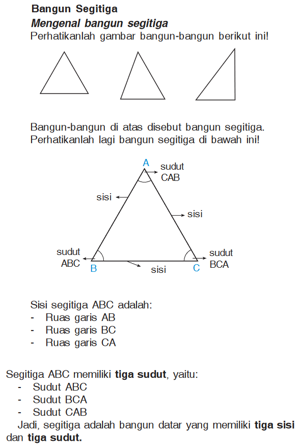 Bangun Segitiga
Mengenal bangun segitiga
Perhatikanlah gambar bangun-bangun berikut ini!
Bangun-bangun di atas disebut bangun segitiga.
Perhatikanlah lagi bangun segitiga di bawah ini!
A
sudut
CAB
sisi
sisi
sudut
ABC
B
sisi
C
sudut
BCA
Sisi segitiga ABC adalah:
- Ruas garis AB
- Ruas garis BC
- Ruas garis CA
Segitiga ABC memiliki tiga sudut, yaitu:
- Sudut ABC
- Sudut BCA
- Sudut CAB
Jadi, segitiga adalah bangun datar yang memiliki tiga sisi
dan tiga sudut.